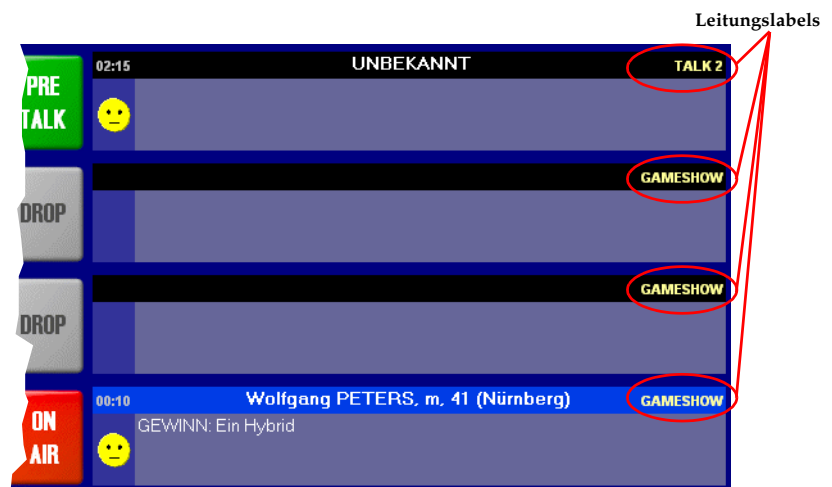 Leitungslabels
02:15 UNBEKANNT TALK 2
PRE
TALK
GAMESHOW
DROP
GAMESHOW
DROP
00:10 Wolfgang PETERS, m, 41 (Nürnberg) GAMESHOW
ON
AIR
GEWINN: Ein Hybrid